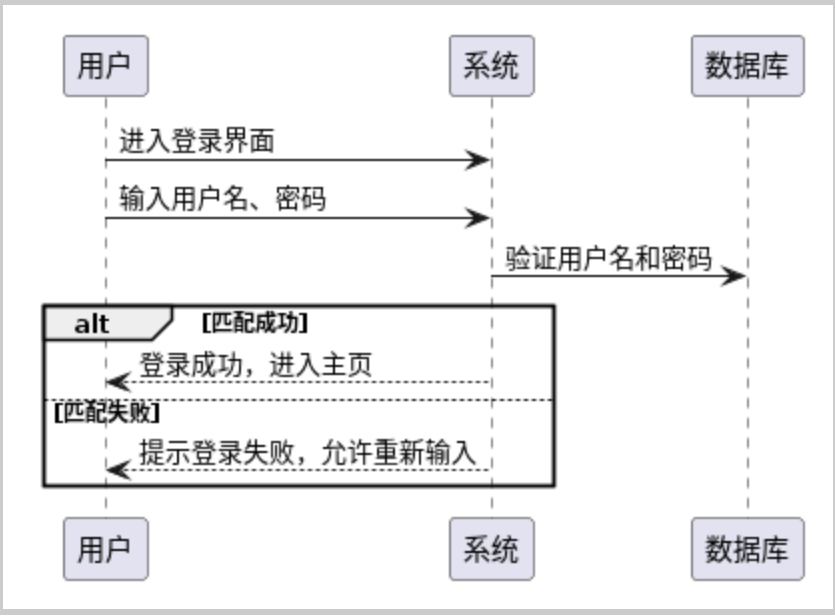 用户 系统 数据库
进入登录界面
输入用户名、密码
验证用户名和密码
alt [匹配成功]
登录成功，进入主页
[匹配失败]
提示登录失败，允许重新输入
用户 系统 数据库